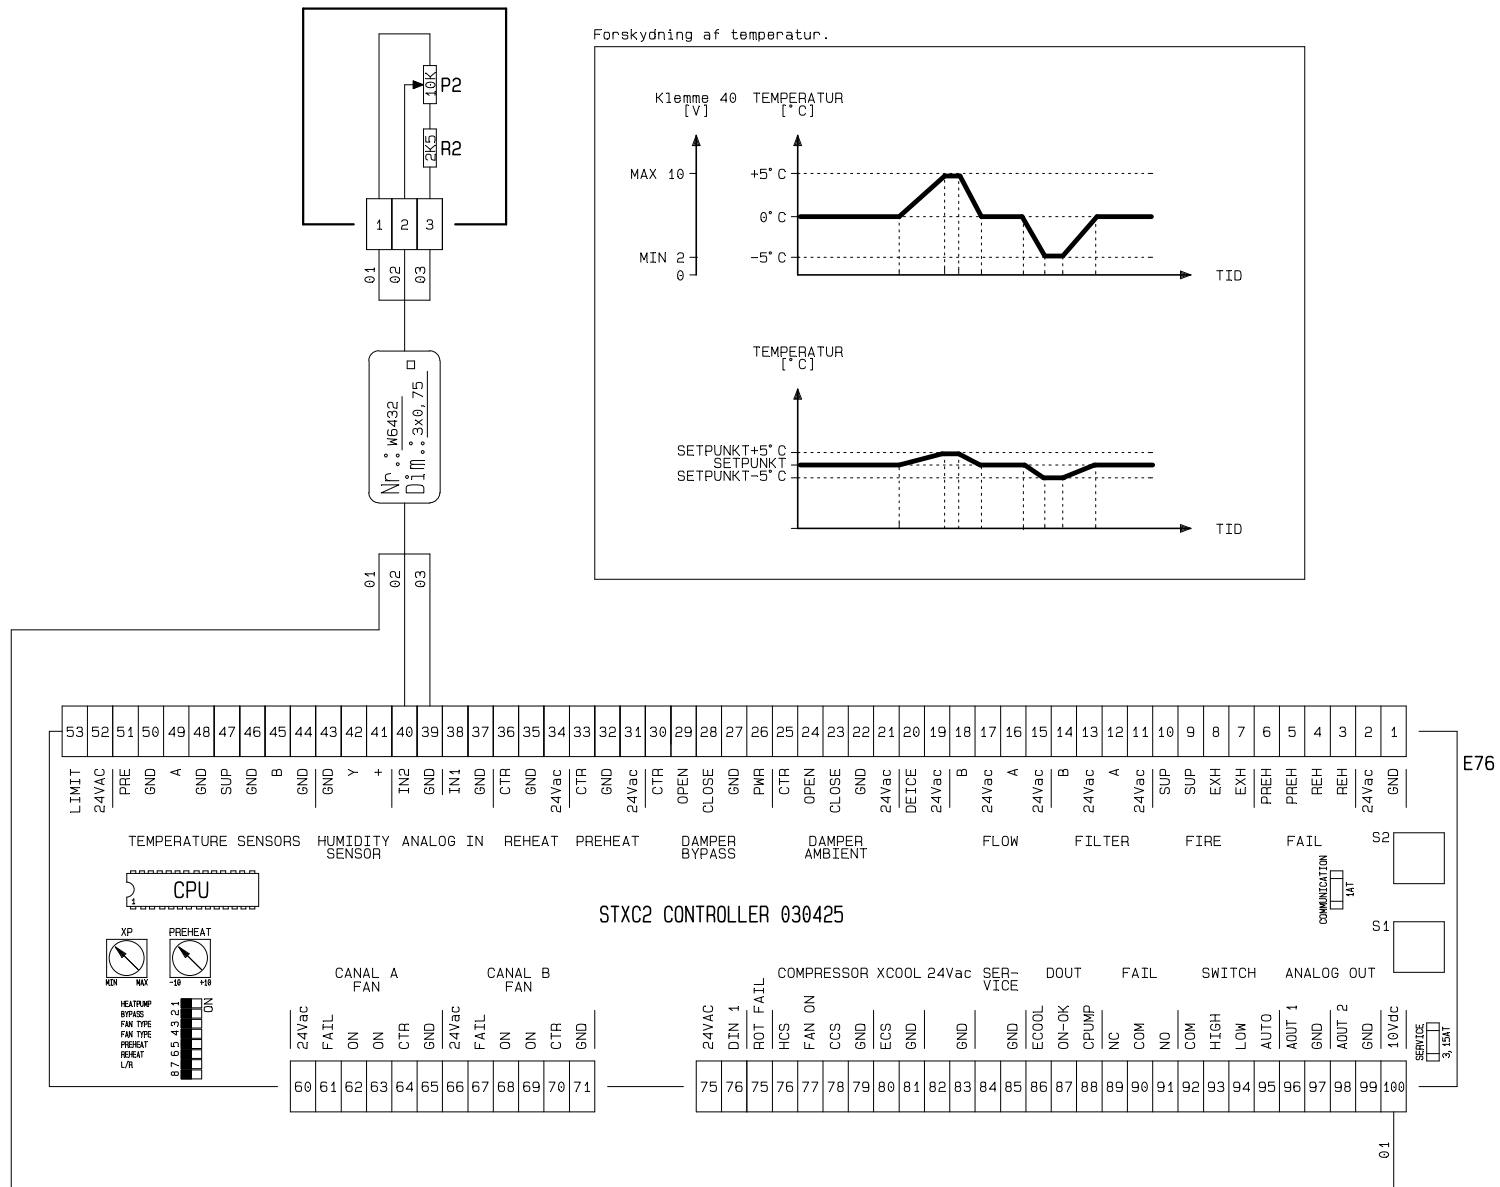 Forskydning af temperatur.
10K
P2
2K5
R2
1 2 3
01 02 03
Nr.: W6432
Dim.: 3x0,75
01 02 03
Klemme 40
[V]
TEMPERATUR
[°C]
MAX 10
+5°C
0°C
MIN 2
-5°C
0
TID
TEMPERATUR
[°C]
SETPUNKT+5°C
SETPUNKT
SETPUNKT-5°C
TID
53 52 51 50 49 48 47 46 45 44 43 42 41 40 39 38 37 36 35 34 33 32 31 30 29 28 27 26 25 24 23 22 21 20 19 18 17 16 15 14 13 12 11 10 9 8 7 6 5 4 3 2 1
E76
LIMIT 24VAC PRE GND A GND SUP GND B GND GND Y + IN2 GND IN1 GND CTR GND 24Vac CTR GND 24Vac CTR OPEN CLOSE GND PWR CTR OPEN CLOSE GND 24Vac DEICE 24Vac B 24Vac A 24Vac B 24Vac A 24Vac SUP SUP EXH EXH PREH PREH REH REH 24Vac GND
TEMPERATURE SENSORS
HUMIDITY
SENSOR
ANALOG IN
REHEAT
PREHEAT
DAMPER
BYPASS
DAMPER
AMBIENT
FLOW
FILTER
FIRE
FAIL
S2
CPU
1
COMMUNICATION
1AT
STXC2 CONTROLLER 030425
S1
XP
MIN MAX
PREHEAT
-10 +10
HEATPUMP
BYPASS
FAN TYPE
FAN TYPE
PREHEAT
REHEAT
L/R
1 2 3 4 5 6 7 8
ON
CANAL A
FAN
CANAL B
FAN
COMPRESSOR
XCOOL
24Vac
SER-
VICE
DOUT
FAIL
SWITCH
ANALOG OUT
24Vac FAIL ON ON CTR GND 24Vac FAIL ON ON CTR GND
24VAC DIN 1 ROT FAIL HCS FAN ON CCS GND ECS GND GND GND ECOOL ON-OK CPUMP NC COM NO COM HIGH LOW AUTO AOUT 1 GND AOUT 2 GND 10Vdc
SERVICE
3,15AT
60 61 62 63 64 65 66 67 68 69 70 71
75 76 75 76 77 78 79 80 81 82 83 84 85 86 87 88 89 90 91 92 93 94 95 96 97 98 99 100
01